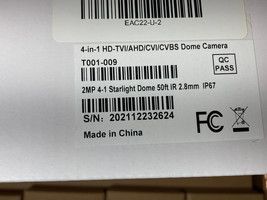 EAC22-U-2
4-in-1 HD-TVI/AHD/CVI/CVBS Dome Camera
T001-009
QC
PASS
2MP 4-1 Starlight Dome 50ft IR 2.8mm IP67
S/N: 202112232624
Made in China
FC